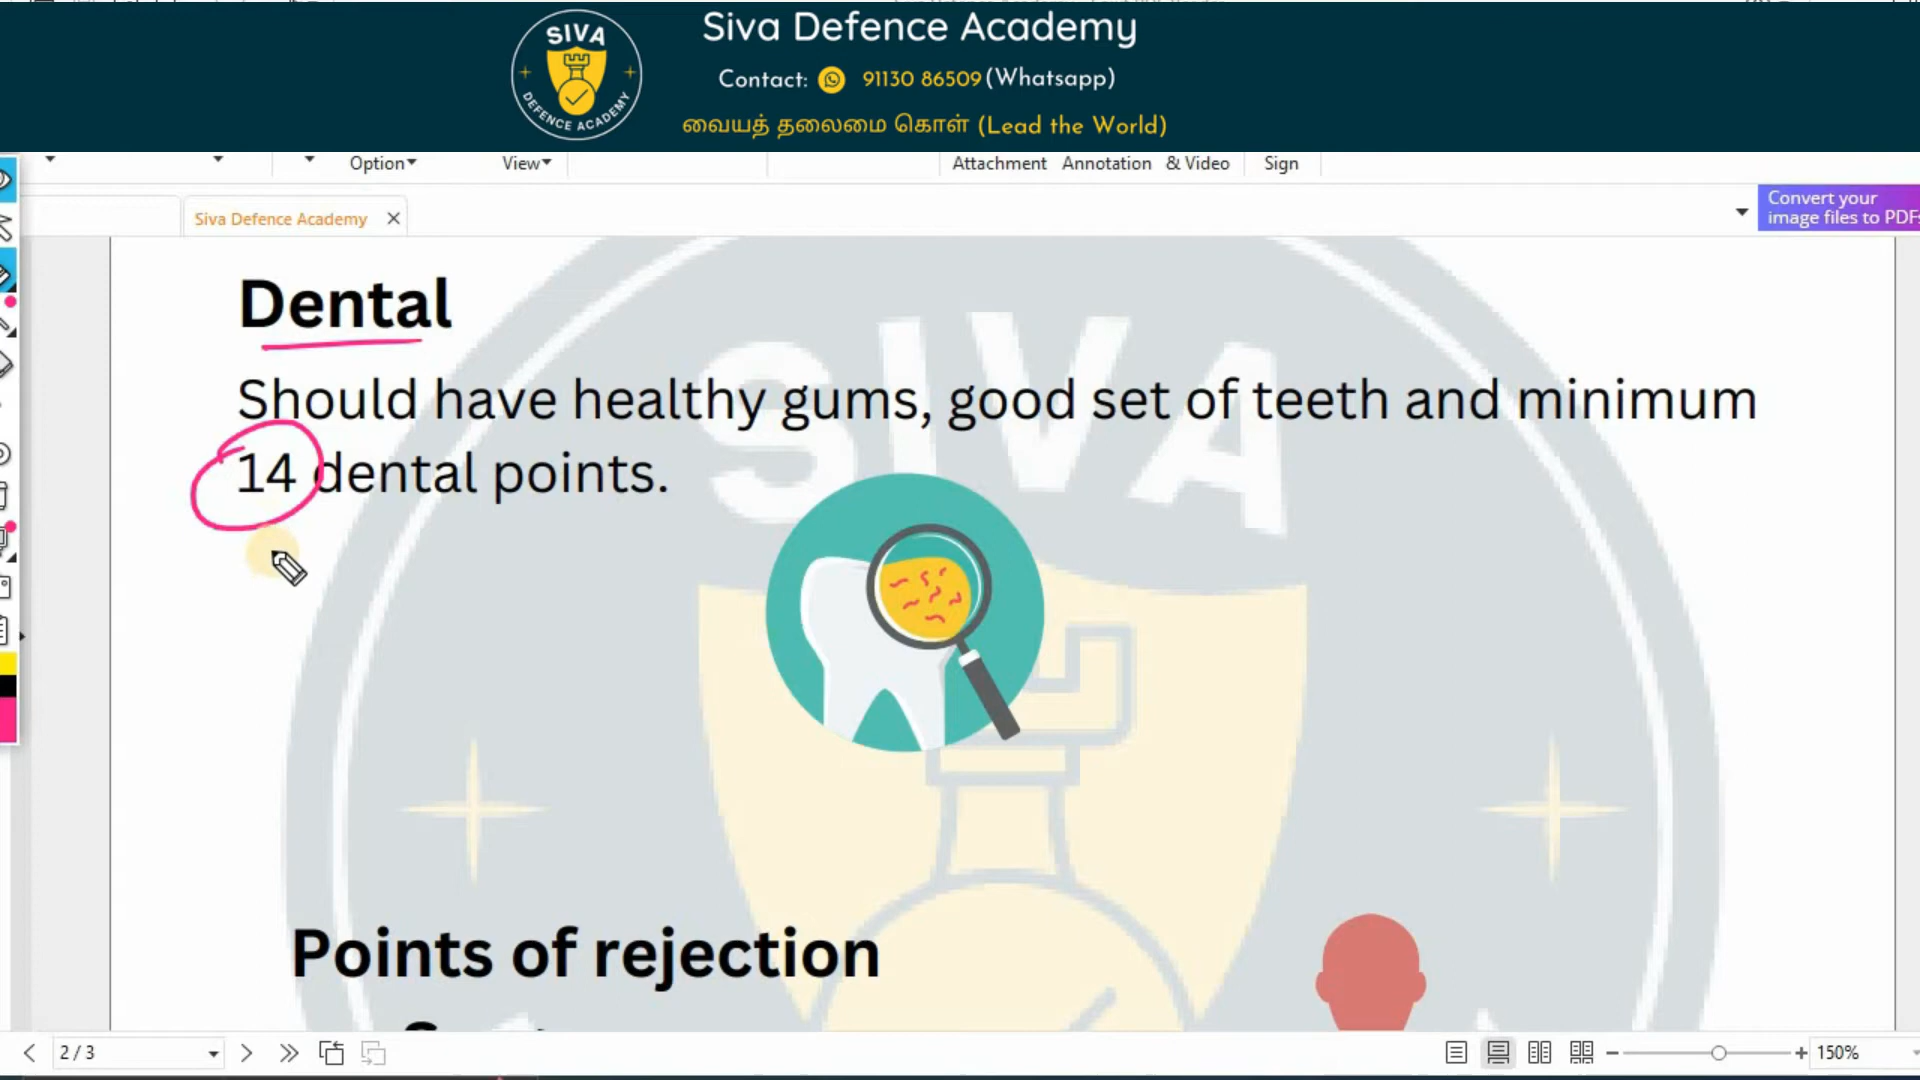 SIVA
DEFENCE ACADEMY
Siva Defence Academy
Contact: 91130 86509 (Whatsapp)
வையத் தலைமை கொள் (Lead the World)
Option View Attachment Annotation & Video Sign
Siva Defence Academy
Convert your
image files to PDFs
SIVA
Dental
Should have healthy gums, good set of teeth and minimum
14 dental points.
Points of rejection
2 / 3
150%